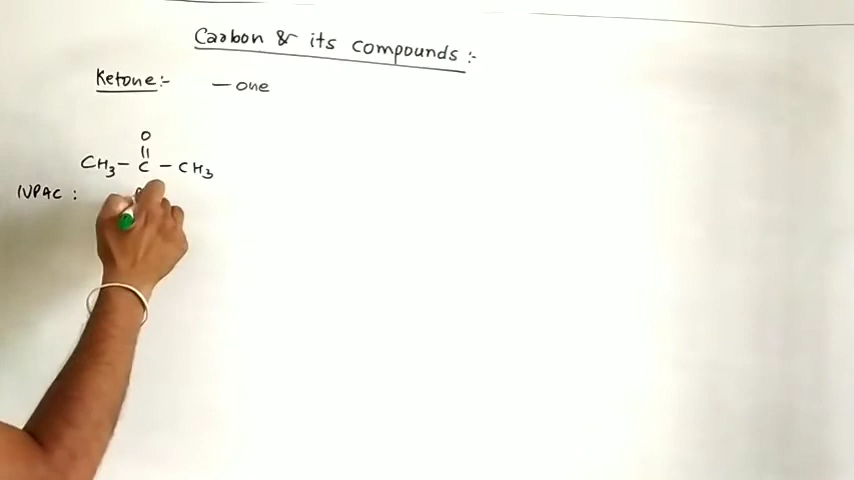 Carbon & its compounds :-
Ketone:- — one
O
||
CH3 — C — CH3
IUPAC :